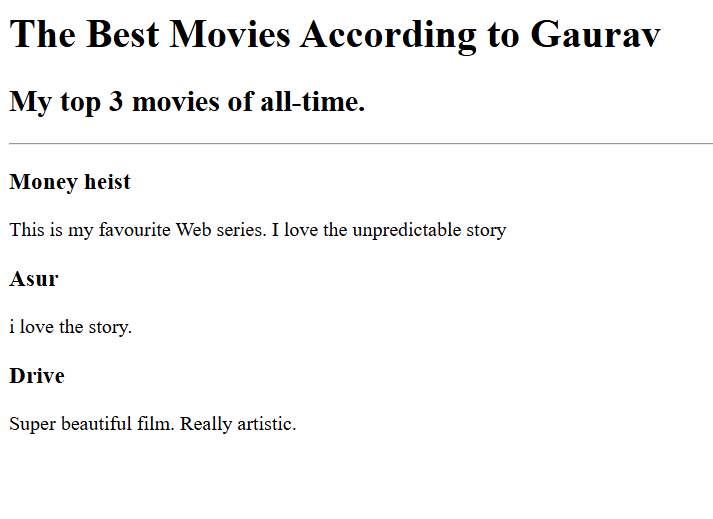 The Best Movies According to Gaurav
My top 3 movies of all-time.
Money heist
This is my favourite Web series. I love the unpredictable story
Asur
i love the story.
Drive
Super beautiful film. Really artistic.